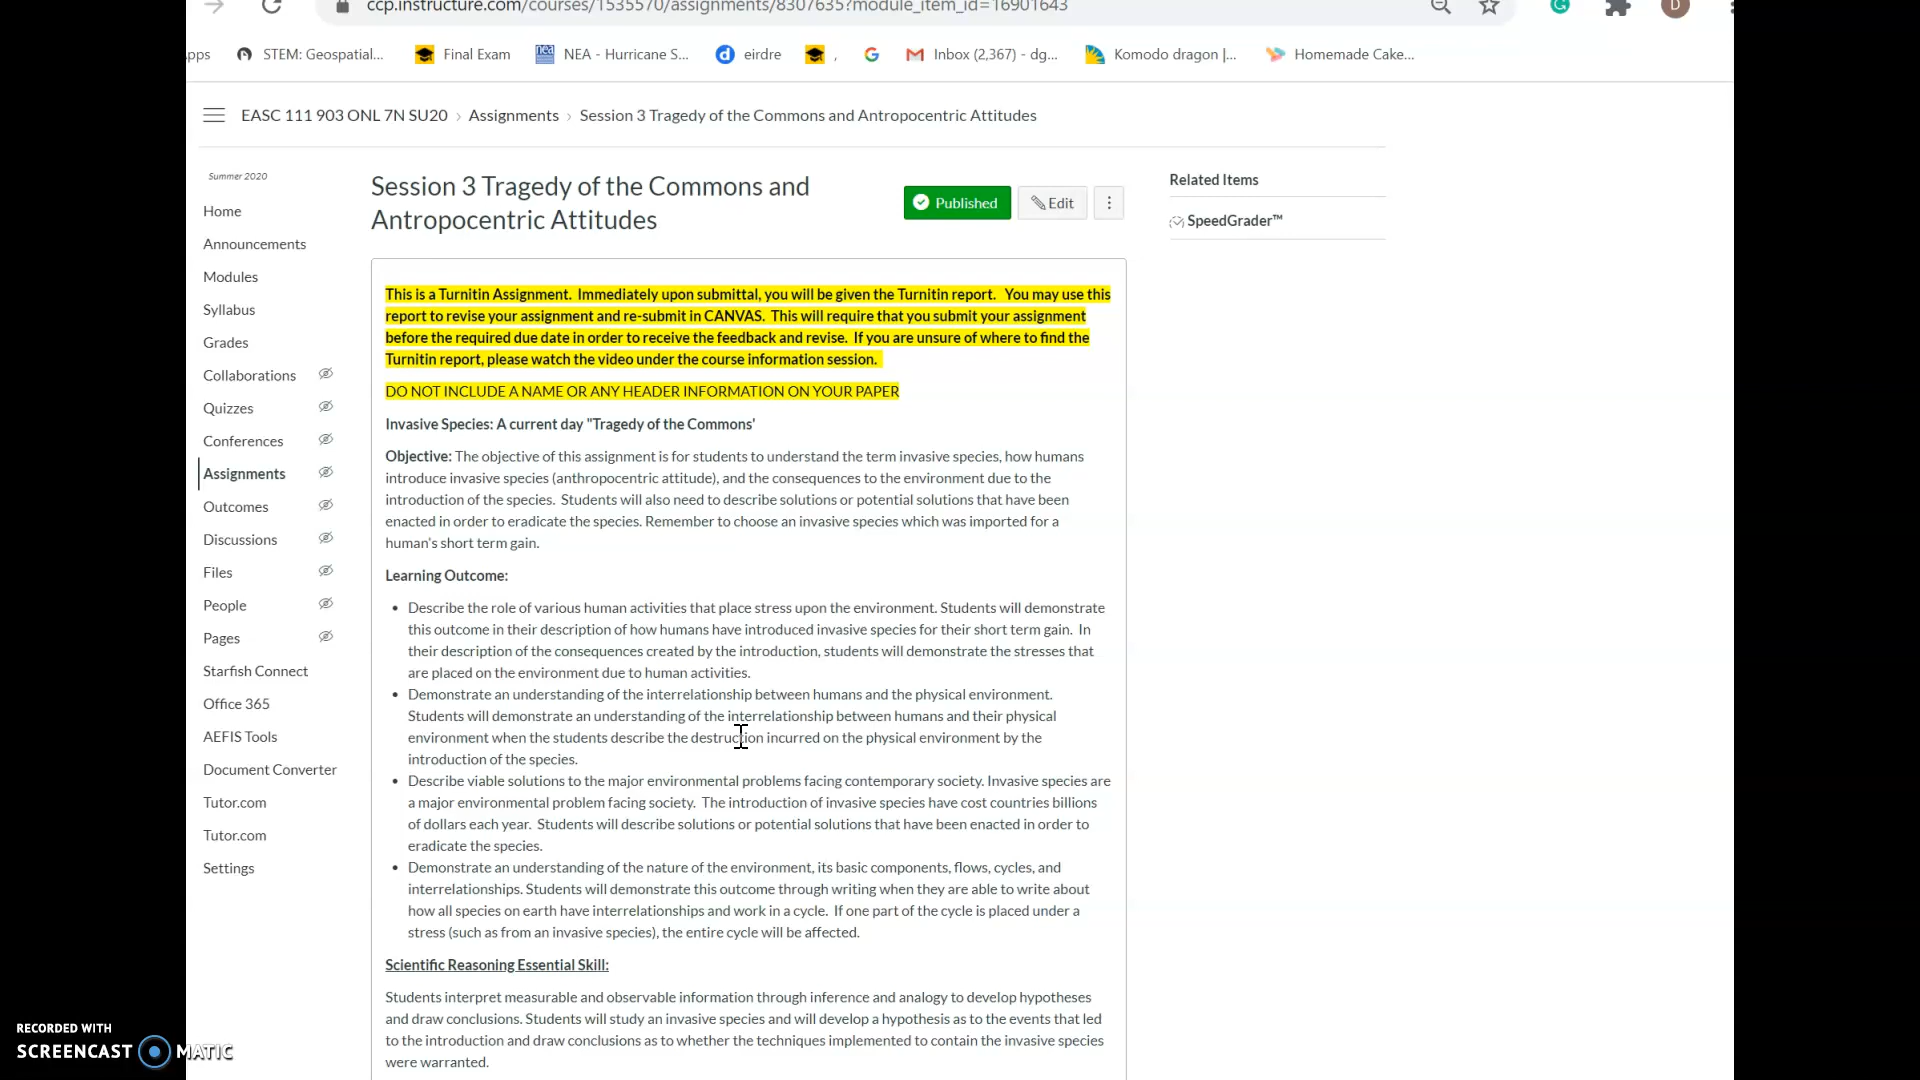 ccp.instructure.com/courses/1535570/assignments/8307635?module_item_id=16901643
D
pps
STEM: Geospatial...
Final Exam
NEA - Hurricane S...
eirdre
,
Inbox (2,367) - dg...
Komodo dragon |...
Homemade Cake...
EASC 111 903 ONL 7N SU20 › Assignments › Session 3 Tragedy of the Commons and Antropocentric Attitudes
Summer 2020
Home
Announcements
Modules
Syllabus
Grades
Collaborations
Quizzes
Conferences
Assignments
Outcomes
Discussions
Files
People
Pages
Starfish Connect
Office 365
AEFIS Tools
Document Converter
Tutor.com
Tutor.com
Settings
Session 3 Tragedy of the Commons and
Antropocentric Attitudes
Published
Edit
Related Items
SpeedGrader™
This is a Turnitin Assignment. Immediately upon submittal, you will be given the Turnitin report. You may use this
report to revise your assignment and re-submit in CANVAS. This will require that you submit your assignment
before the required due date in order to receive the feedback and revise. If you are unsure of where to find the
Turnitin report, please watch the video under the course information session.
DO NOT INCLUDE A NAME OR ANY HEADER INFORMATION ON YOUR PAPER
Invasive Species: A current day "Tragedy of the Commons'
Objective: The objective of this assignment is for students to understand the term invasive species, how humans
introduce invasive species (anthropocentric attitude), and the consequences to the environment due to the
introduction of the species. Students will also need to describe solutions or potential solutions that have been
enacted in order to eradicate the species. Remember to choose an invasive species which was imported for a
human's short term gain.
Learning Outcome:
• Describe the role of various human activities that place stress upon the environment. Students will demonstrate
this outcome in their description of how humans have introduced invasive species for their short term gain. In
their description of the consequences created by the introduction, students will demonstrate the stresses that
are placed on the environment due to human activities.
• Demonstrate an understanding of the interrelationship between humans and the physical environment.
Students will demonstrate an understanding of the interrelationship between humans and their physical
environment when the students describe the destruction incurred on the physical environment by the
introduction of the species.
• Describe viable solutions to the major environmental problems facing contemporary society. Invasive species are
a major environmental problem facing society. The introduction of invasive species have cost countries billions
of dollars each year. Students will describe solutions or potential solutions that have been enacted in order to
eradicate the species.
• Demonstrate an understanding of the nature of the environment, its basic components, flows, cycles, and
interrelationships. Students will demonstrate this outcome through writing when they are able to write about
how all species on earth have interrelationships and work in a cycle. If one part of the cycle is placed under a
stress (such as from an invasive species), the entire cycle will be affected.
Scientific Reasoning Essential Skill:
Students interpret measurable and observable information through inference and analogy to develop hypotheses
and draw conclusions. Students will study an invasive species and will develop a hypothesis as to the events that led
to the introduction and draw conclusions as to whether the techniques implemented to contain the invasive species
were warranted.
RECORDED WITH
SCREENCAST MATIC